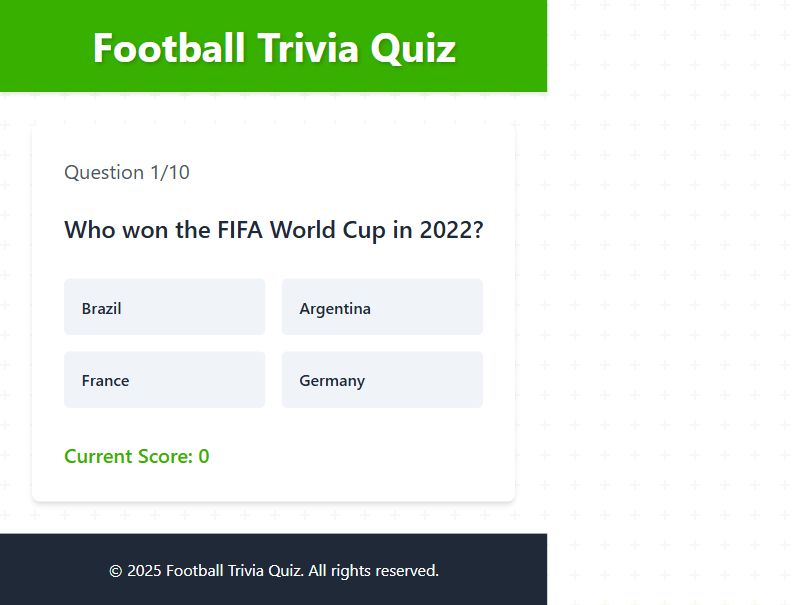 Football Trivia Quiz
Question 1/10
Who won the FIFA World Cup in 2022?
Brazil
Argentina
France
Germany
Current Score: 0
© 2025 Football Trivia Quiz. All rights reserved.